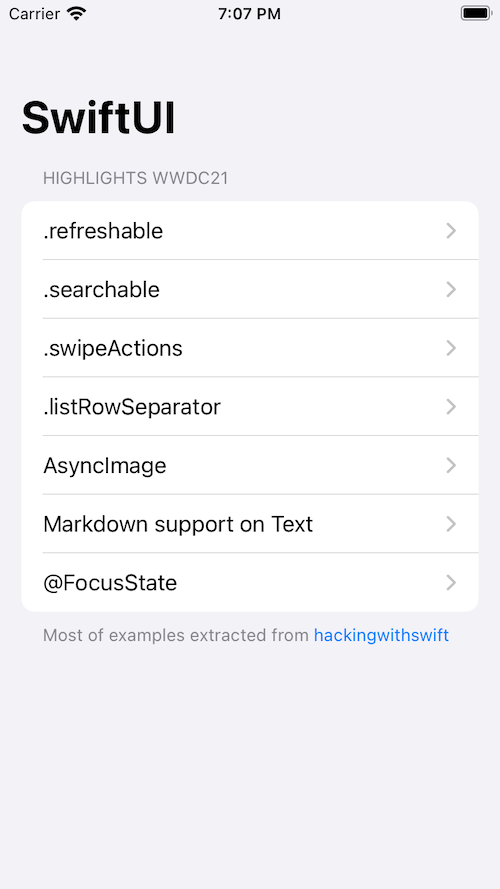 Carrier 7:07 PM
SwiftUI
HIGHLIGHTS WWDC21
.refreshable
.searchable
.swipeActions
.listRowSeparator
AsyncImage
Markdown support on Text
@FocusState
Most of examples extracted from hackingwithswift